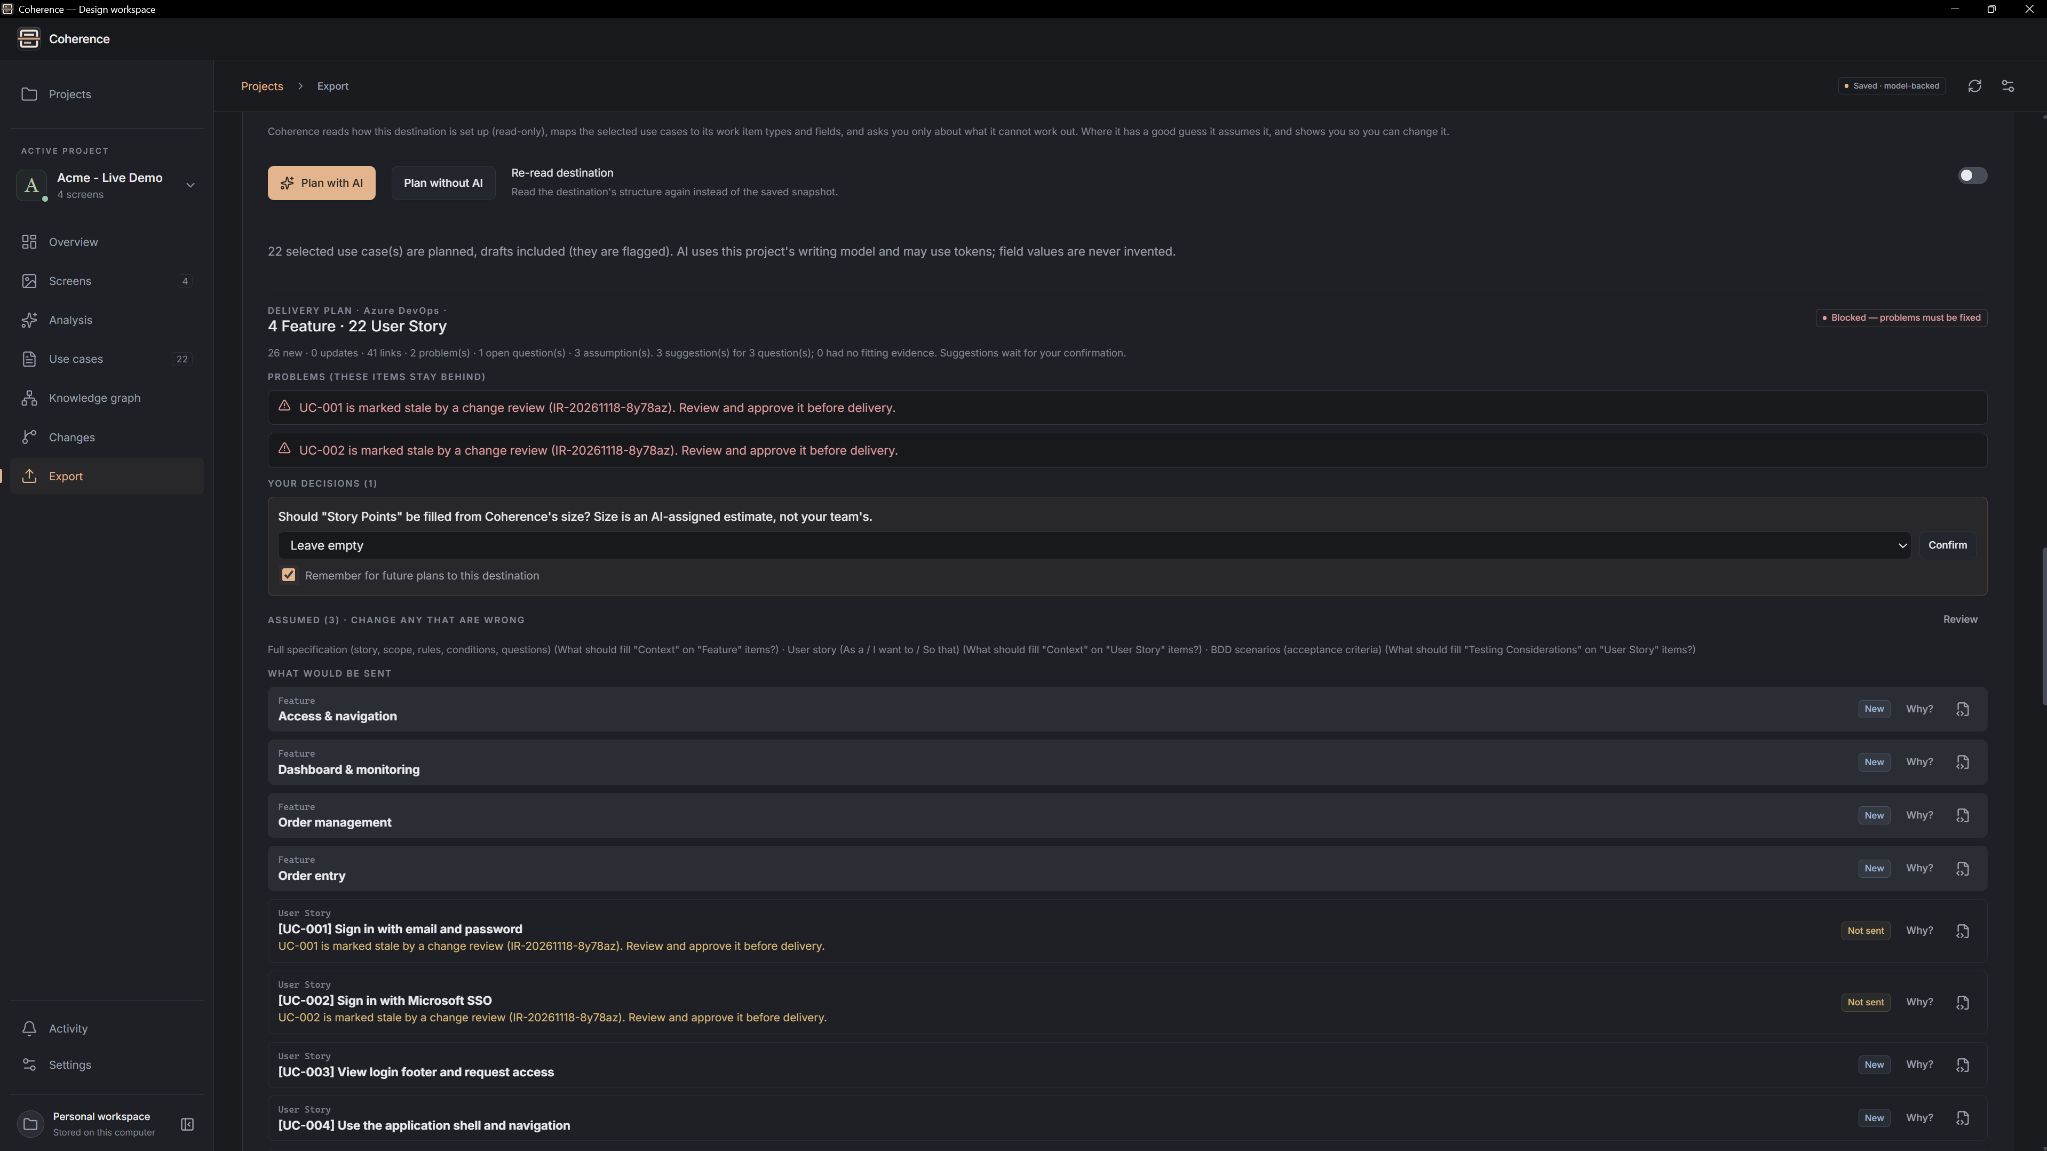 Coherence — Design workspace
Coherence
Projects
ACTIVE PROJECT
A
Acme - Live Demo
4 screens
Overview
Screens 4
Analysis
Use cases 22
Knowledge graph
Changes
Export
Activity
Settings
Personal workspace
Stored on this computer
Projects > Export
Saved · model-backed
Coherence reads how this destination is set up (read-only), maps the selected use cases to its work item types and fields, and asks you only about what it cannot work out. Where it has a good guess it assumes it, and shows you so you can change it.
Plan with AI
Plan without AI
Re-read destination
Read the destination's structure again instead of the saved snapshot.
22 selected use case(s) are planned, drafts included (they are flagged). AI uses this project's writing model and may use tokens; field values are never invented.
DELIVERY PLAN · Azure DevOps ·
4 Feature · 22 User Story
Blocked — problems must be fixed
26 new · 0 updates · 41 links · 2 problem(s) · 1 open question(s) · 3 assumption(s). 3 suggestion(s) for 3 question(s); 0 had no fitting evidence. Suggestions wait for your confirmation.
PROBLEMS (THESE ITEMS STAY BEHIND)
UC-001 is marked stale by a change review (IR-20261118-8y78az). Review and approve it before delivery.
UC-002 is marked stale by a change review (IR-20261118-8y78az). Review and approve it before delivery.
YOUR DECISIONS (1)
Should "Story Points" be filled from Coherence's size? Size is an AI-assigned estimate, not your team's.
Leave empty
Confirm
Remember for future plans to this destination
ASSUMED (3) · CHANGE ANY THAT ARE WRONG
Review
Full specification (story, scope, rules, conditions, questions) (What should fill "Context" on "Feature" items?) · User story (As a / I want to / So that) (What should fill "Context" on "User Story" items?) · BDD scenarios (acceptance criteria) (What should fill "Testing Considerations" on "User Story" items?)
WHAT WOULD BE SENT
Feature
Access & navigation
New Why?
Feature
Dashboard & monitoring
New Why?
Feature
Order management
New Why?
Feature
Order entry
New Why?
User Story
[UC-001] Sign in with email and password
UC-001 is marked stale by a change review (IR-20261118-8y78az). Review and approve it before delivery.
Not sent Why?
User Story
[UC-002] Sign in with Microsoft SSO
UC-002 is marked stale by a change review (IR-20261118-8y78az). Review and approve it before delivery.
Not sent Why?
User Story
[UC-003] View login footer and request access
New Why?
User Story
[UC-004] Use the application shell and navigation
New Why?